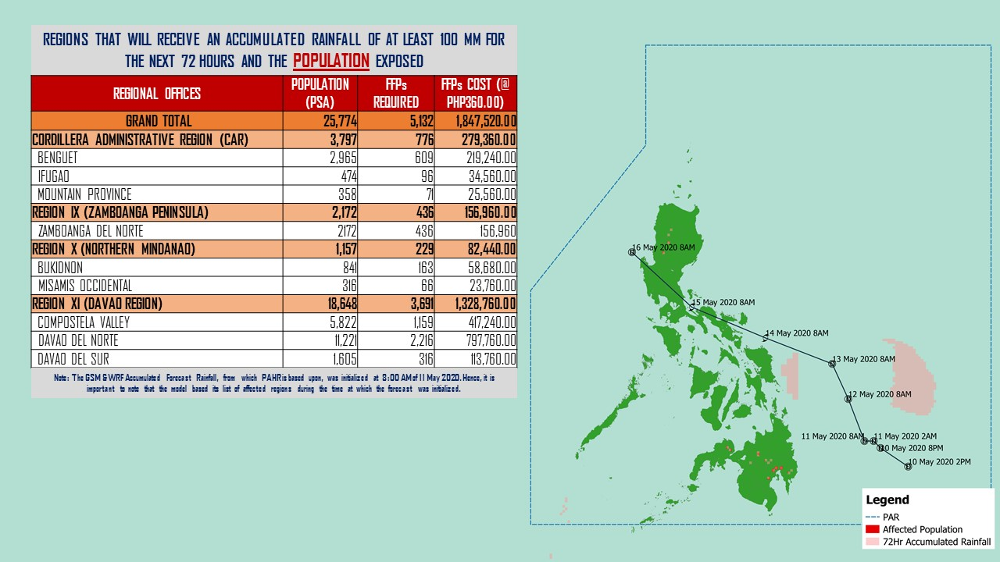 REGIONS THAT WILL RECEIVE AN ACCUMULATED RAINFALL OF AT LEAST 100 MM FOR
THE NEXT 72 HOURS AND THE POPULATION EXPOSED
REGIONAL OFFICES POPULATION (PSA) FFPs REQUIRED FFPs COST (@ PHP360.00)
GRAND TOTAL 25,774 5,132 1,847,520.00
CORDILLERA ADMINISTRATIVE REGION (CAR) 3,797 776 279,360.00
BENGUET 2,965 609 219,240.00
IFUGAO 474 96 34,560.00
MOUNTAIN PROVINCE 358 71 25,560.00
REGION IX (ZAMBOANGA PENINSULA) 2,172 436 156,960.00
ZAMBOANGA DEL NORTE 2172 436 156,960
REGION X (NORTHERN MINDANAO) 1,157 229 82,440.00
BUKIDNON 841 163 58,680.00
MISAMIS OCCIDENTAL 316 66 23,760.00
REGION XI (DAVAO REGION) 18,648 3,691 1,328,760.00
COMPOSTELA VALLEY 5,822 1,159 417,240.00
DAVAO DEL NORTE 11,221 2,216 797,760.00
DAVAO DEL SUR 1,605 316 113,760.00
Note: The GSM & WRF Accumulated Forecast Rainfall, from which PAHR is based upon, was initialized at 8:00 AM of 11 May 2020. Hence, it is
important to note that the model based its list of affected regions during the time at which the forecast was initialized.
16 May 2020 8AM
15 May 2020 8AM
14 May 2020 8AM
13 May 2020 8AM
12 May 2020 8AM
11 May 2020 8AM
11 May 2020 2AM
10 May 2020 8PM
10 May 2020 2PM
Legend
PAR
Affected Population
72Hr Accumulated Rainfall